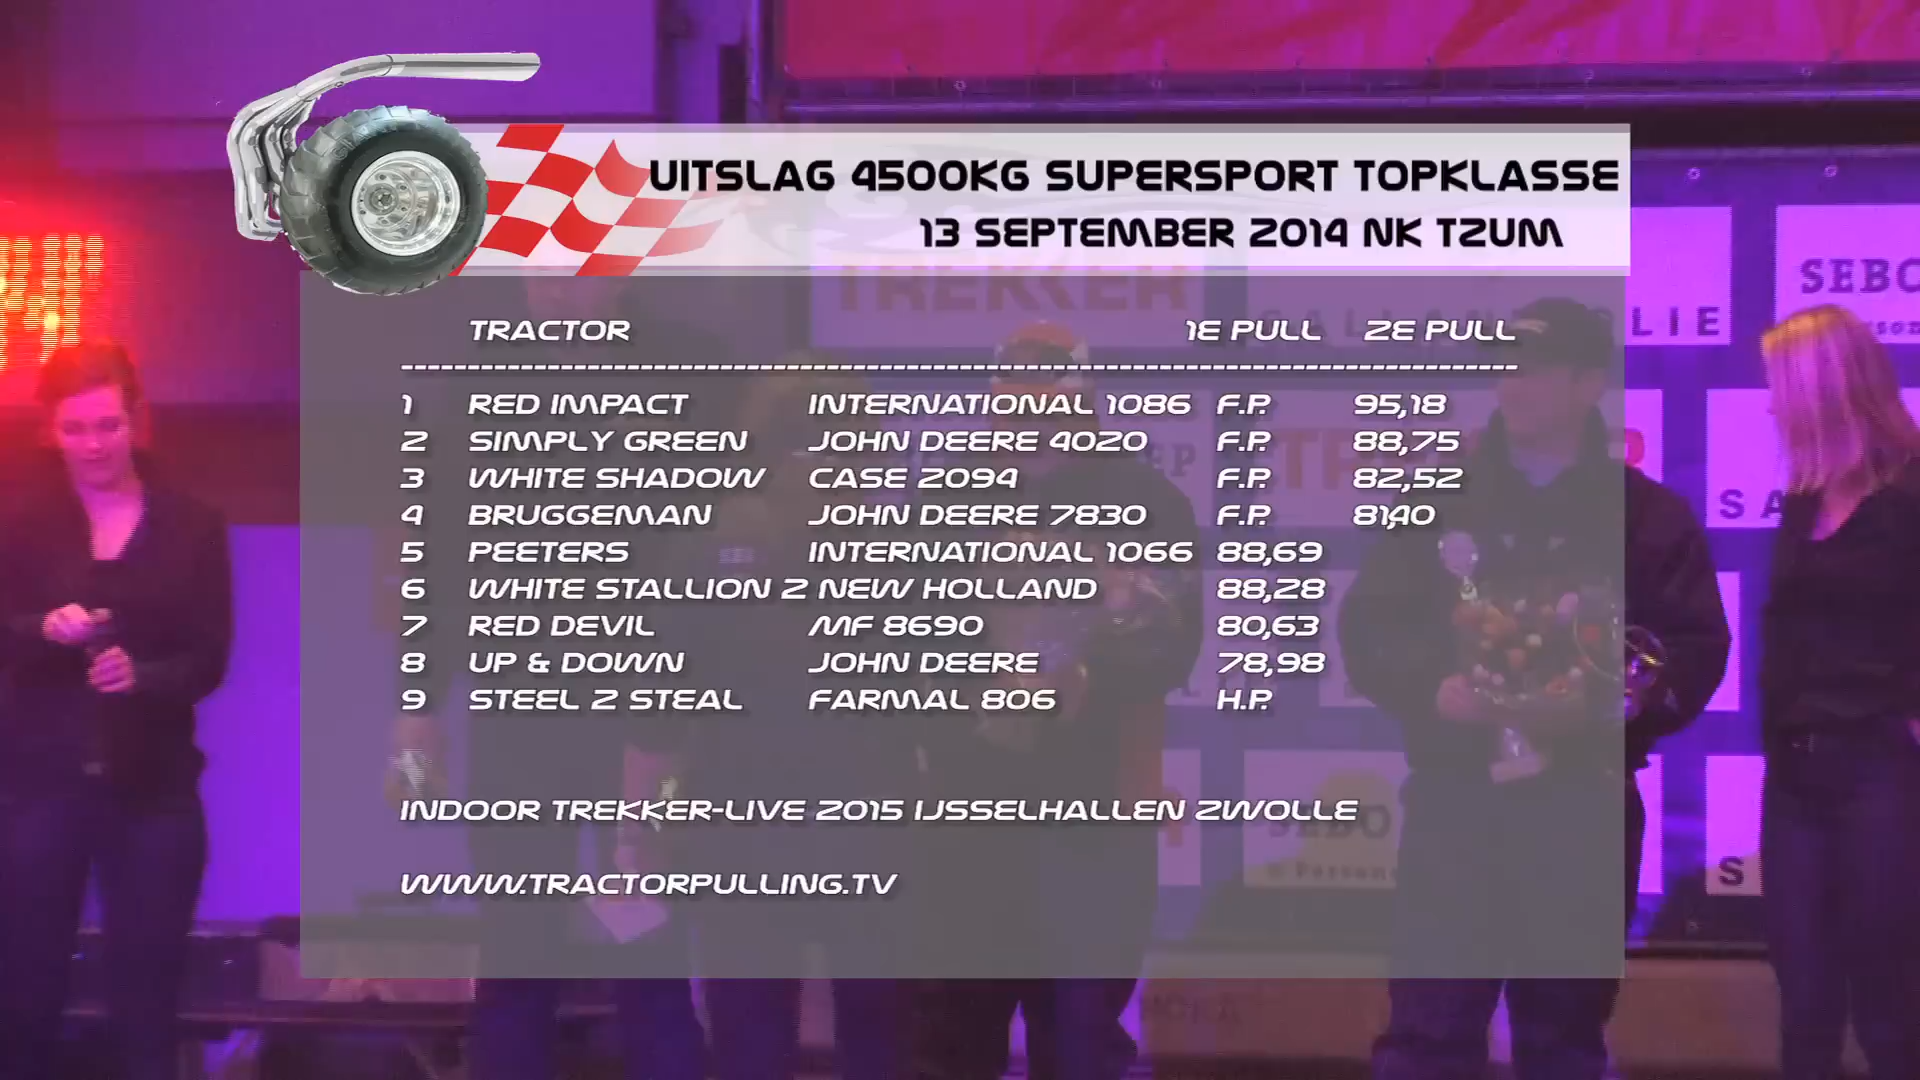 UITSLAG 4500KG SUPERSPORT TOPKLASSE
13 SEPTEMBER 2014 NK TZUM
TREKKER
SALLANDOLIE
SEBO
TRACTOR 1E PULL 2E PULL
--------------------------------------------------------------------------------
1 RED IMPACT INTERNATIONAL 1086 F.P. 95,18
2 SIMPLY GREEN JOHN DEERE 4020 F.P. 88,75
3 WHITE SHADOW CASE 2094 F.P. 82,52
4 BRUGGEMAN JOHN DEERE 7830 F.P. 81,40
5 PEETERS INTERNATIONAL 1066 88,69
6 WHITE STALLION 2 NEW HOLLAND 88,28
7 RED DEVIL MF 8690 80,63
8 UP & DOWN JOHN DEERE 78,98
9 STEEL 2 STEAL FARMAL 806 H.P.
INDOOR TREKKER-LIVE 2015 IJSSELHALLEN ZWOLLE
SEBO
WWW.TRACTORPULLING.TV